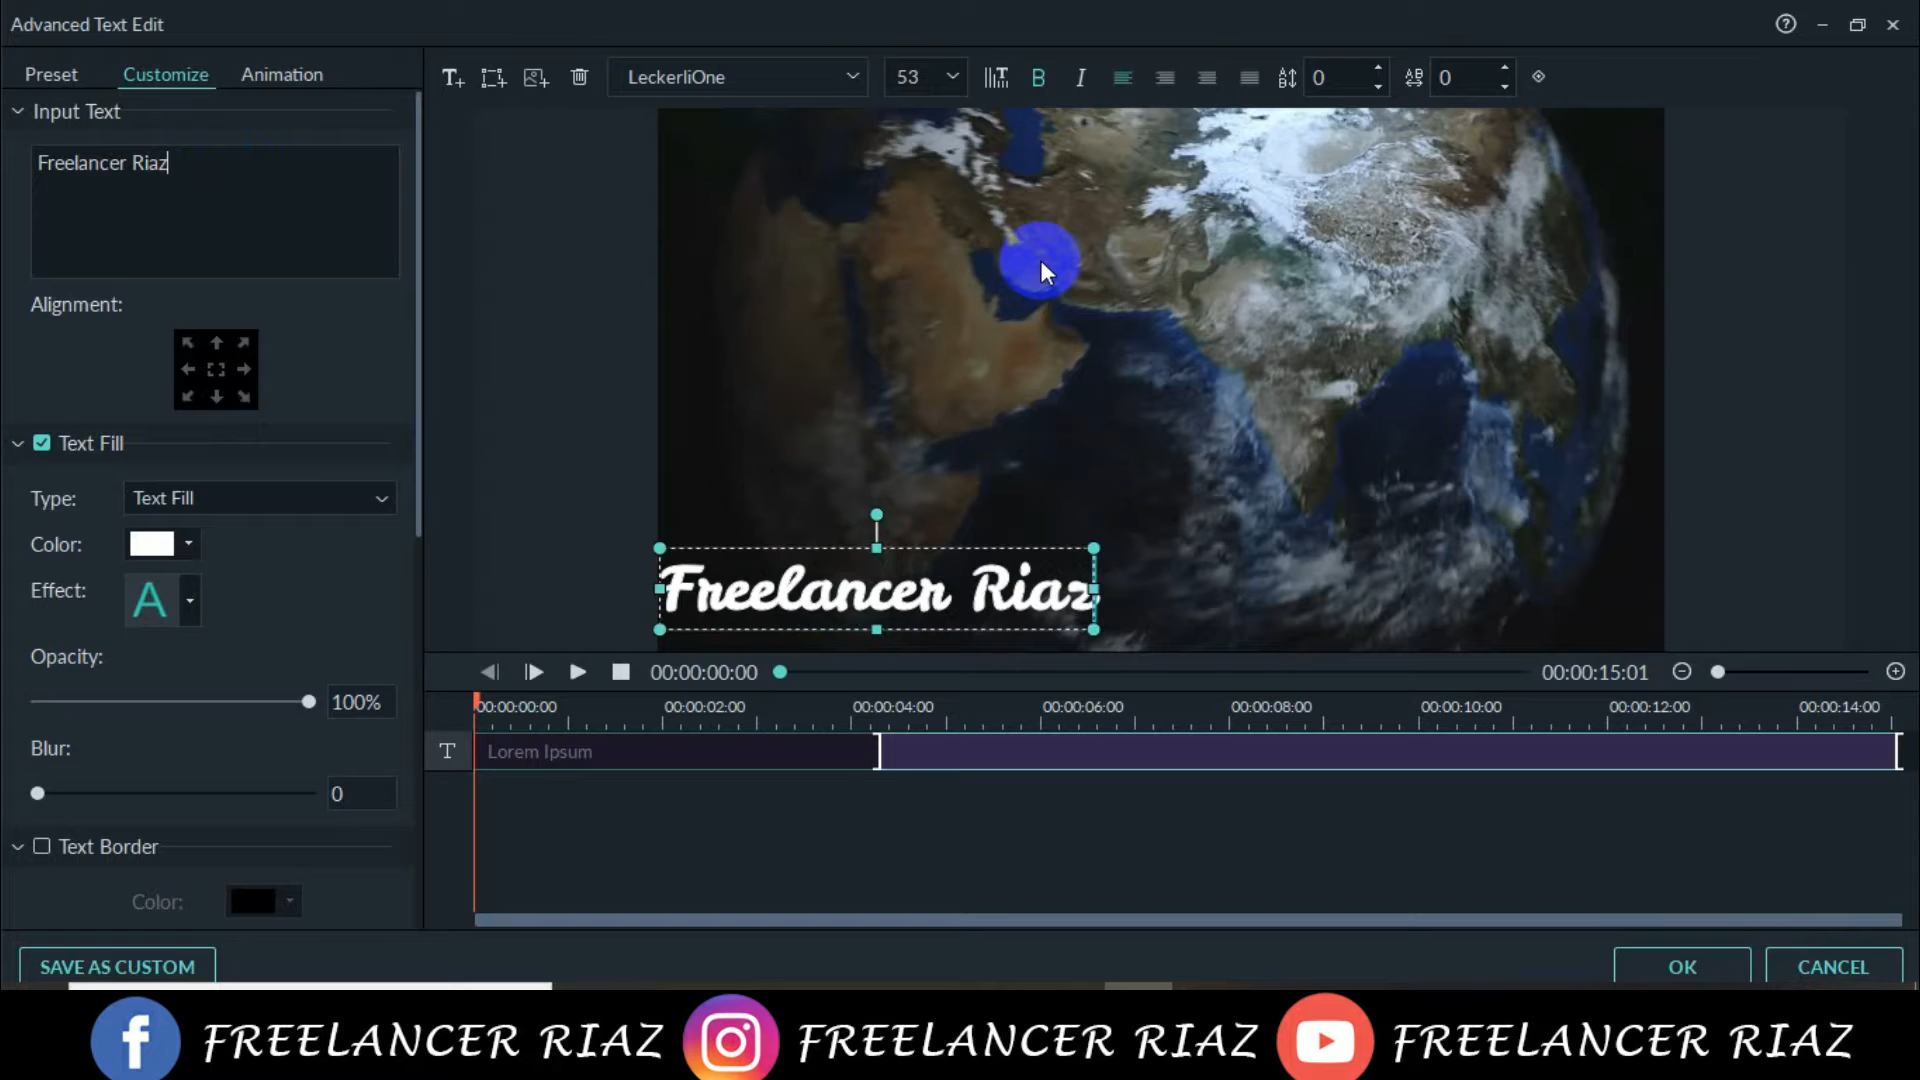 Advanced Text Edit
Preset Customize Animation
LeckerliOne 53 B I 0 0
Input Text
Freelancer Riaz
Alignment:
Text Fill
Type: Text Fill
Color:
Effect: A
Opacity:
100%
Blur:
0
Text Border
Color:
Freelancer Riaz
00:00:00:00 00:00:15:01
00:00:00:00 00:00:02:00 00:00:04:00 00:00:06:00 00:00:08:00 00:00:10:00 00:00:12:00 00:00:14:00
T Lorem Ipsum
SAVE AS CUSTOM OK CANCEL
FREELANCER RIAZ FREELANCER RIAZ FREELANCER RIAZ